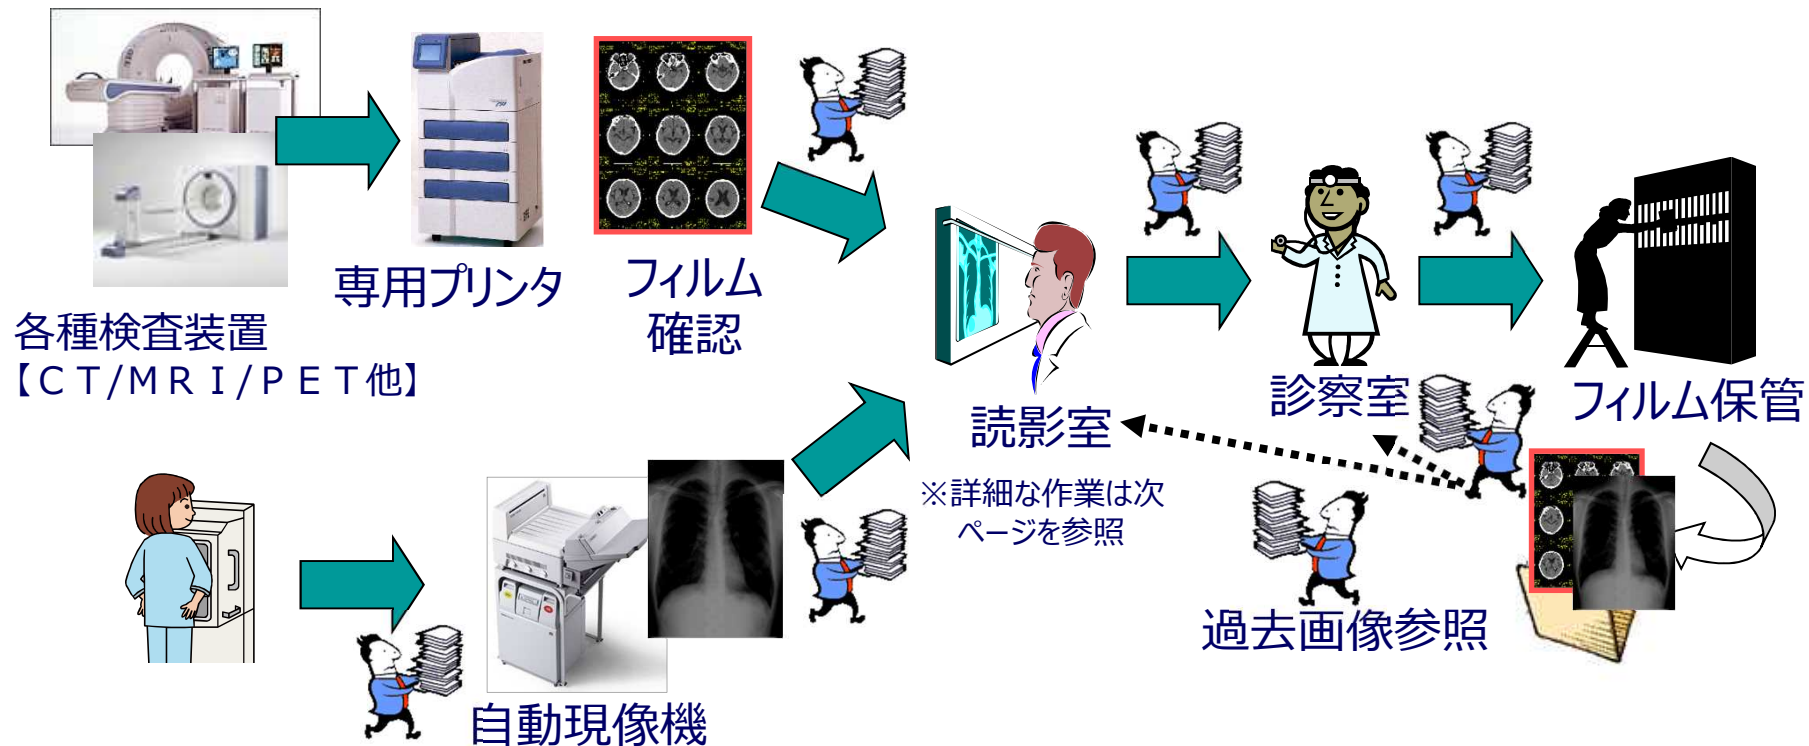 専用プリンタ
フィルム
確認
各種検査装置
【ＣＴ/ＭＲＩ/ＰＥＴ他】
読影室
※詳細な作業は次
ページを参照
診察室
フィルム保管
過去画像参照
自動現像機